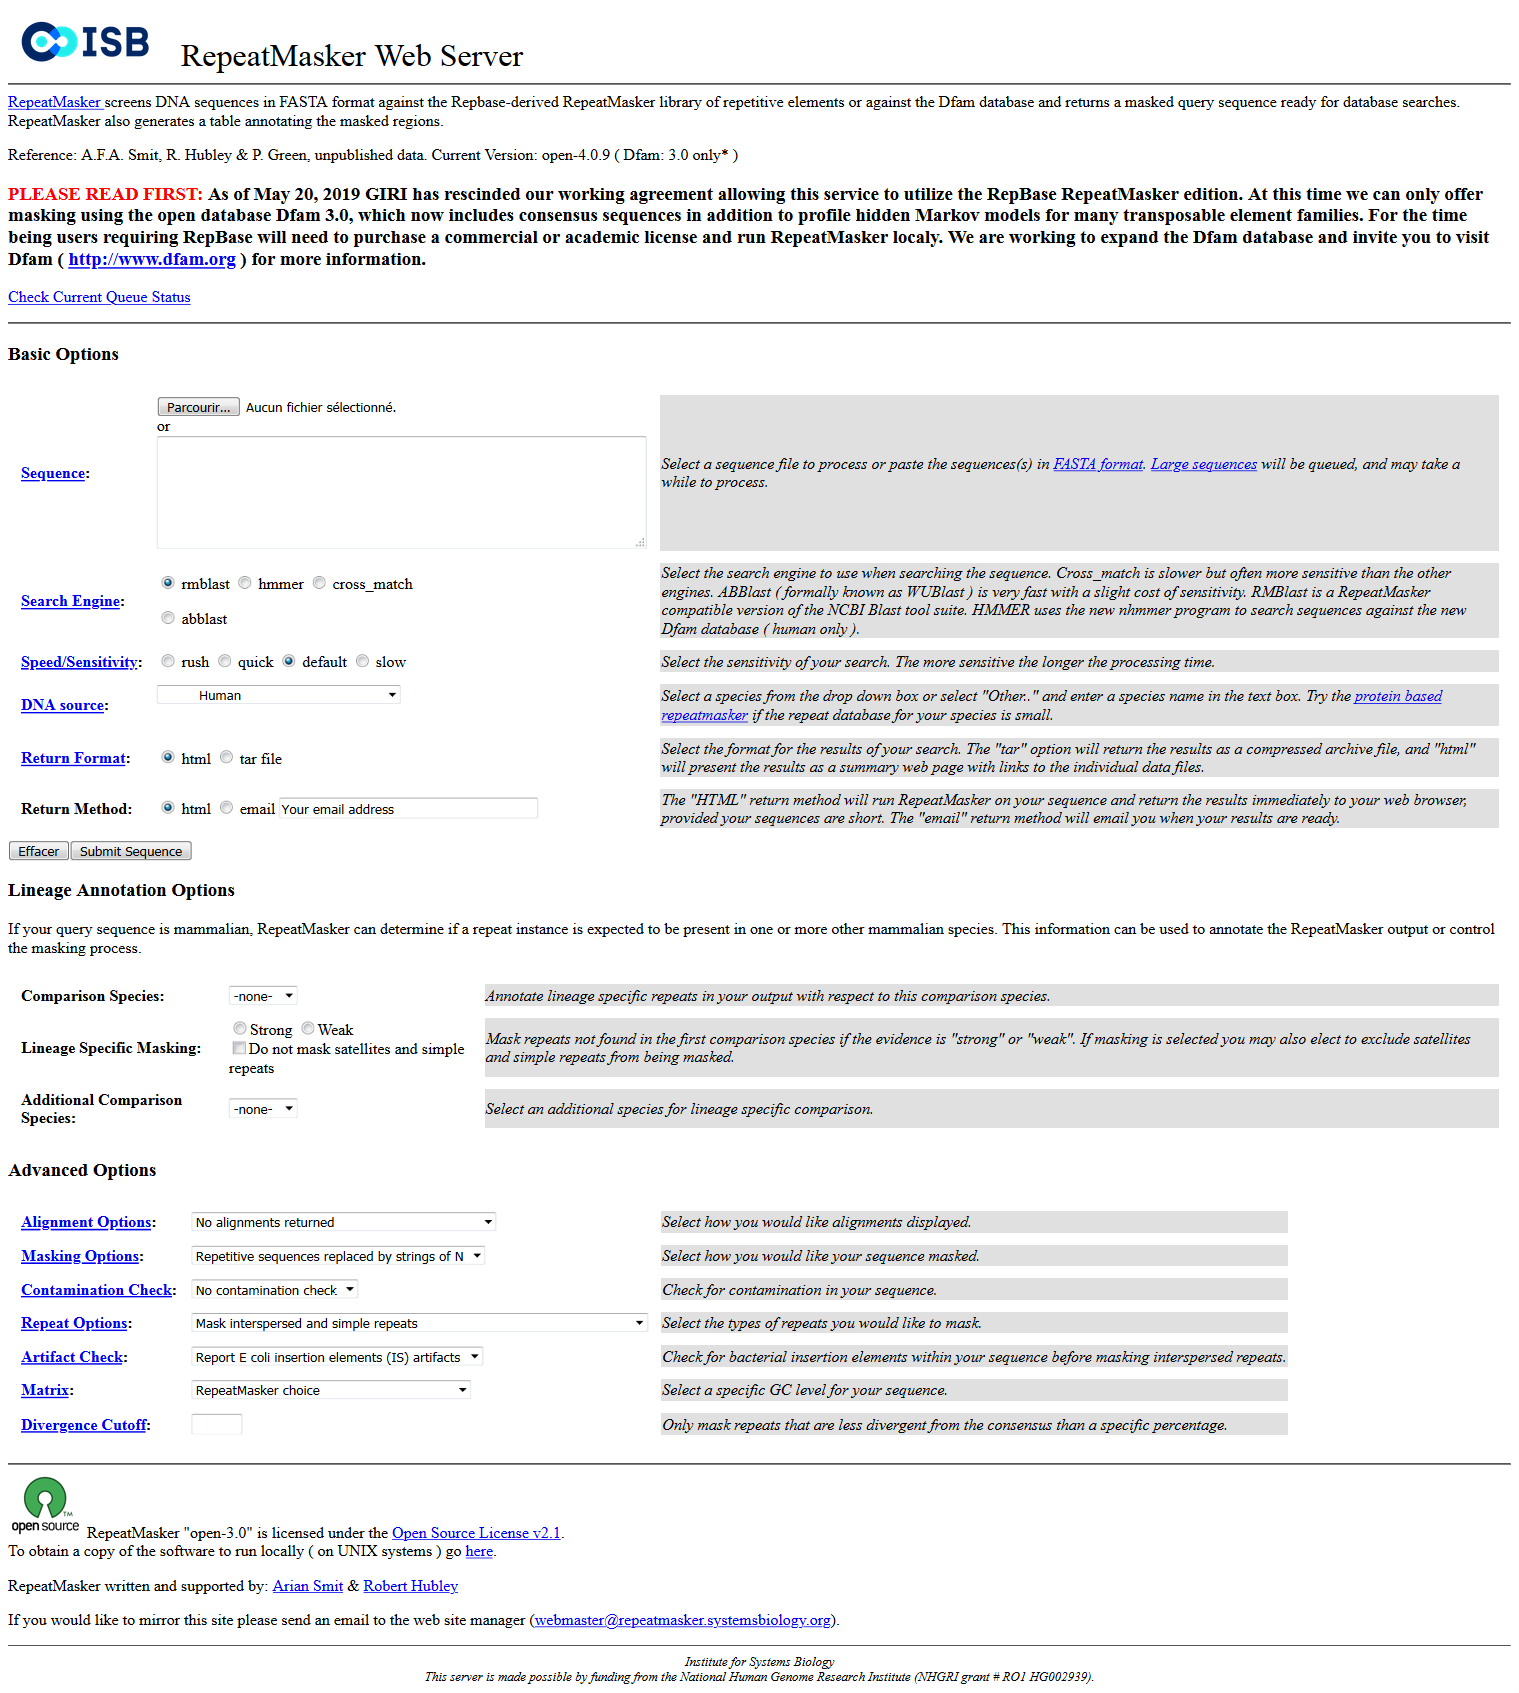 ISB RepeatMasker Web Server
RepeatMasker screens DNA sequences in FASTA format against the Repbase-derived RepeatMasker library of repetitive elements or against the Dfam database and returns a masked query sequence ready for database searches.
RepeatMasker also generates a table annotating the masked regions.
Reference: A.F.A. Smit, R. Hubley & P. Green, unpublished data. Current Version: open-4.0.9 ( Dfam: 3.0 only* )
PLEASE READ FIRST: As of May 20, 2019 GIRI has rescinded our working agreement allowing this service to utilize the RepBase RepeatMasker edition. At this time we can only offer
masking using the open database Dfam 3.0, which now includes consensus sequences in addition to profile hidden Markov models for many transposable element families. For the time
being users requiring RepBase will need to purchase a commercial or academic license and run RepeatMasker localy. We are working to expand the Dfam database and invite you to visit
Dfam ( http://www.dfam.org ) for more information.
Check Current Queue Status
Basic Options
Sequence:
Parcourir... Aucun fichier sélectionné.
or
Select a sequence file to process or paste the sequences(s) in FASTA format. Large sequences will be queued, and may take a
while to process.
Search Engine:
rmblast hmmer cross_match
abblast
Select the search engine to use when searching the sequence. Cross_match is slower but often more sensitive than the other
engines. ABBlast ( formally known as WUBlast ) is very fast with a slight cost of sensitivity. RMBlast is a RepeatMasker
compatible version of the NCBI Blast tool suite. HMMER uses the new nhmmer program to search sequences against the new
Dfam database ( human only ).
Speed/Sensitivity: rush quick default slow
Select the sensitivity of your search. The more sensitive the longer the processing time.
DNA source: Human
Select a species from the drop down box or select "Other.." and enter a species name in the text box. Try the protein based
repeatmasker if the repeat database for your species is small.
Return Format: html tar file
Select the format for the results of your search. The "tar" option will return the results as a compressed archive file, and "html"
will present the results as a summary web page with links to the individual data files.
Return Method: html email Your email address
The "HTML" return method will run RepeatMasker on your sequence and return the results immediately to your web browser,
provided your sequences are short. The "email" return method will email you when your results are ready.
Effacer Submit Sequence
Lineage Annotation Options
If your query sequence is mammalian, RepeatMasker can determine if a repeat instance is expected to be present in one or more other mammalian species. This information can be used to annotate the RepeatMasker output or control
the masking process.
Comparison Species: -none- Annotate lineage specific repeats in your output with respect to this comparison species.
Lineage Specific Masking:
Strong Weak
Do not mask satellites and simple
repeats
Mask repeats not found in the first comparison species if the evidence is "strong" or "weak". If masking is selected you may also elect to exclude satellites
and simple repeats from being masked.
Additional Comparison
Species:
-none- Select an additional species for lineage specific comparison.
Advanced Options
Alignment Options: No alignments returned Select how you would like alignments displayed.
Masking Options: Repetitive sequences replaced by strings of N Select how you would like your sequence masked.
Contamination Check: No contamination check Check for contamination in your sequence.
Repeat Options: Mask interspersed and simple repeats Select the types of repeats you would like to mask.
Artifact Check: Report E coli insertion elements (IS) artifacts Check for bacterial insertion elements within your sequence before masking interspersed repeats.
Matrix: RepeatMasker choice Select a specific GC level for your sequence.
Divergence Cutoff: Only mask repeats that are less divergent from the consensus than a specific percentage.
open source TM RepeatMasker "open-3.0" is licensed under the Open Source License v2.1.
To obtain a copy of the software to run locally ( on UNIX systems ) go here.
RepeatMasker written and supported by: Arian Smit & Robert Hubley
If you would like to mirror this site please send an email to the web site manager (webmaster@repeatmasker.systemsbiology.org).
Institute for Systems Biology
This server is made possible by funding from the National Human Genome Research Institute (NHGRI grant # RO1 HG002939).